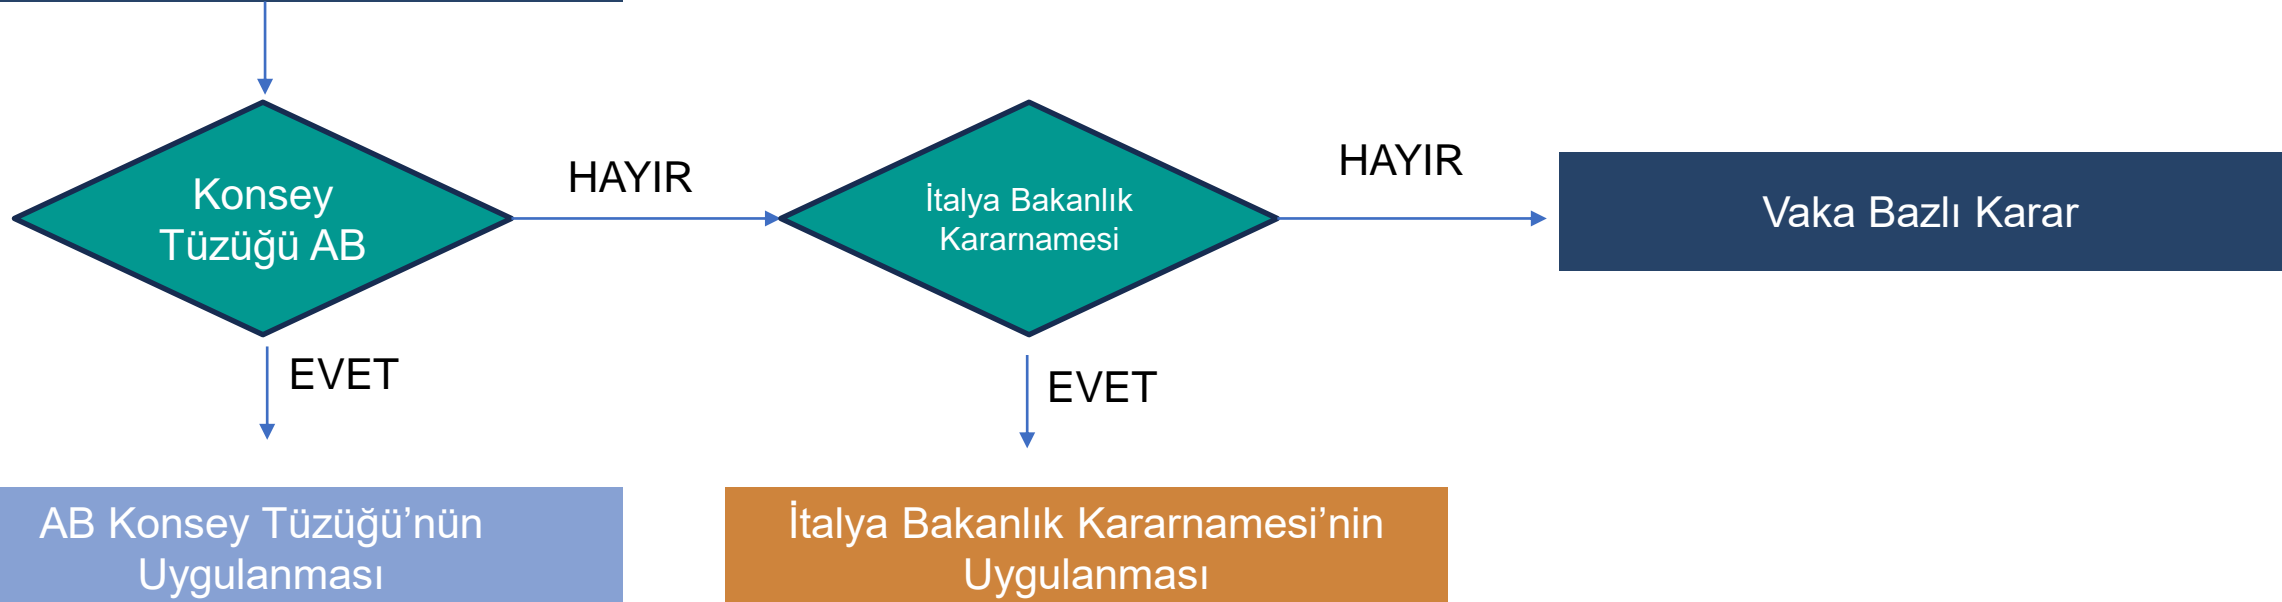 Konsey
Tüzüğü AB
HAYIR
İtalya Bakanlık
Kararnamesi
HAYIR
Vaka Bazlı Karar
EVET
EVET
AB Konsey Tüzüğü’nün
Uygulanması
İtalya Bakanlık Kararnamesi’nin
Uygulanması